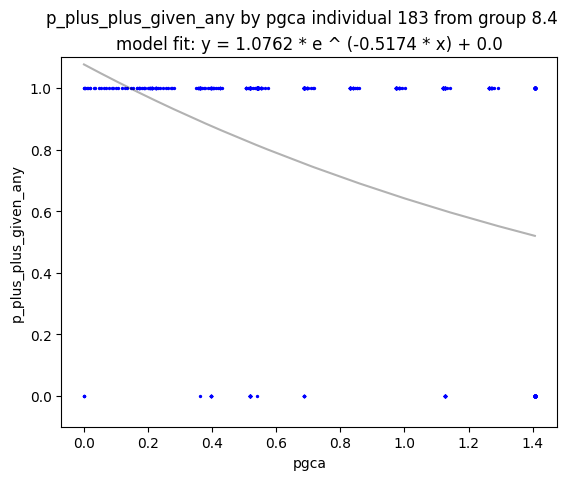 p_plus_plus_given_any by pgca individual 183 from group 8.4
model fit: y = 1.0762 * e ^ (-0.5174 * x) + 0.0
p_plus_plus_given_any
1.0
0.8
0.6
0.4
0.2
0.0
0.0 0.2 0.4 0.6 0.8 1.0 1.2 1.4
pgca